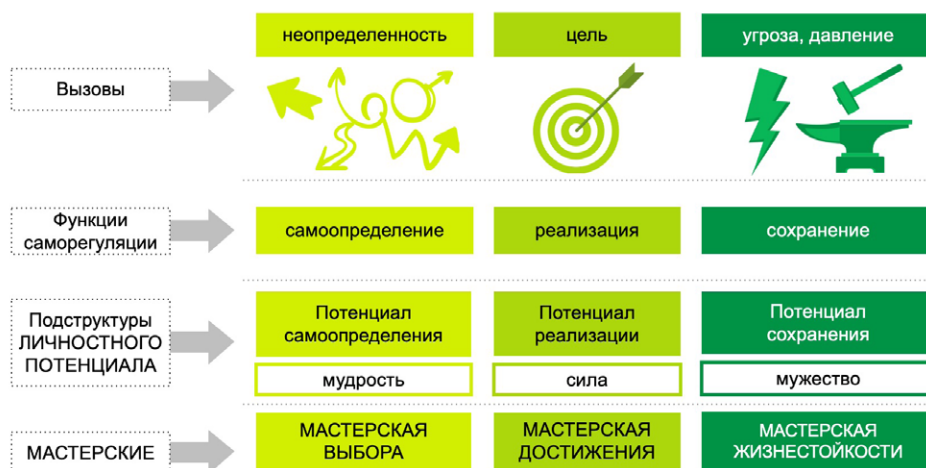 неопределенность
цель
угроза, давление
Вызовы
Функции
саморегуляции
самоопределение
реализация
сохранение
Подструктуры
ЛИЧНОСТНОГО
ПОТЕНЦИАЛА
Потенциал
самоопределения
Потенциал
реализации
Потенциал
сохранения
мудрость
сила
мужество
МАСТЕРСКИЕ
МАСТЕРСКАЯ
ВЫБОРА
МАСТЕРСКАЯ
ДОСТИЖЕНИЯ
МАСТЕРСКАЯ
ЖИЗНЕСТОЙКОСТИ